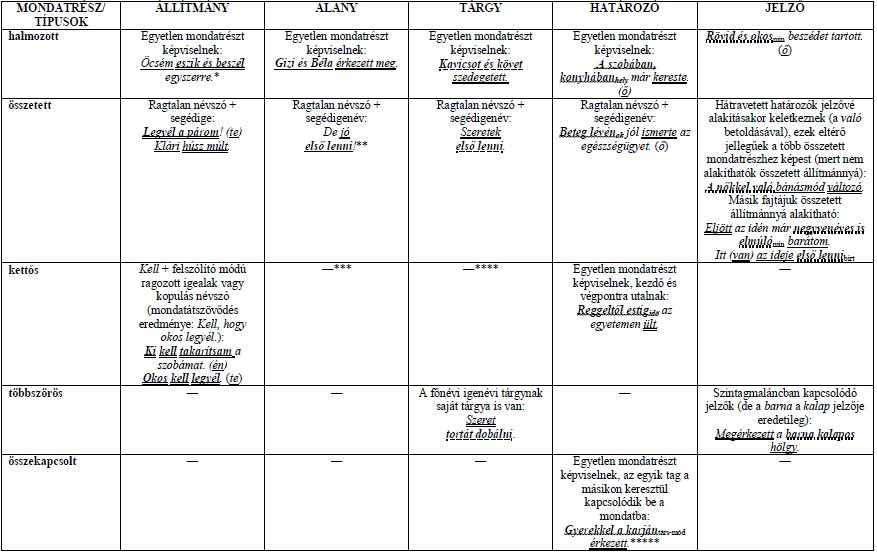 MONDATRÉSZ/
TÍPUSOK
ÁLLÍTMÁNY
ALANY
TÁRGY
HATÁROZÓ
JELZŐ
halmozott
Egyetlen mondatrészt
képviselnek:
Öcsém eszik és beszél
egyszerre.*
Egyetlen mondatrészt
képviselnek:
Gizi és Béla érkezett meg.
Egyetlen mondatrészt
képviselnek:
Kavicsot és követ
szedegetett.
Egyetlen mondatrészt
képviselnek:
A szobában,
konyhában hely már kereste.
(ő)
Rövid és okos min beszédet tartott.
(ő)
összetett
Ragtalan névszó +
segédige:
Legyél a párom! (te)
Klári húsz múlt.
Ragtalan névszó +
segédigenév:
De jó
első lenni!**
Ragtalan névszó +
segédigenév:
Szeretek
első lenni.
Ragtalan névszó +
segédigenév:
Beteg lévén ok jól ismerte az
egészségügyet. (ő)
Hátravetett határozók jelzővé
alakításakor keletkeznek (a való
betoldásával), ezek eltérő
jellegűek a több összetett
mondatrészhez képest (mert nem
alakíthatók összetett állítmánnyá):
A nőkkel való bánásmód változó.
Másik fajtájuk összetett
állítmánnyá alakítható:
Eljött az idén már negyvenéves is
elmúló min barátom.
Itt (van) az ideje első lenni birt
kettős
Kell + felszólító módú
ragozott igealak vagy
kopulás névszó
(mondatátszövődés
eredménye: Kell, hogy
okos legyél.):
Ki kell takarítsam a
szobámat. (én)
Okos kell legyél. (te)
—***
—****
Egyetlen mondatrészt
képviselnek, kezdő és
végpontra utalnak:
Reggeltől estig idő az
egyetemen ült.
—
többszörös
—
—
A főnévi igenévi tárgynak
saját tárgya is van:
Szeret
tortát dobálni.
—
Szintagmaláncban kapcsolódó
jelzők (de a barna a kalap jelzője
eredetileg):
Megérkezett a barna kalapos
hölgy.
összekapcsolt
—
—
—
Egyetlen mondatrészt
képviselnek, az egyik tag a
másikon keresztül
kapcsolódik be a
mondatba:
Gyerekkel a karján társ-mód
érkezett.*****
—